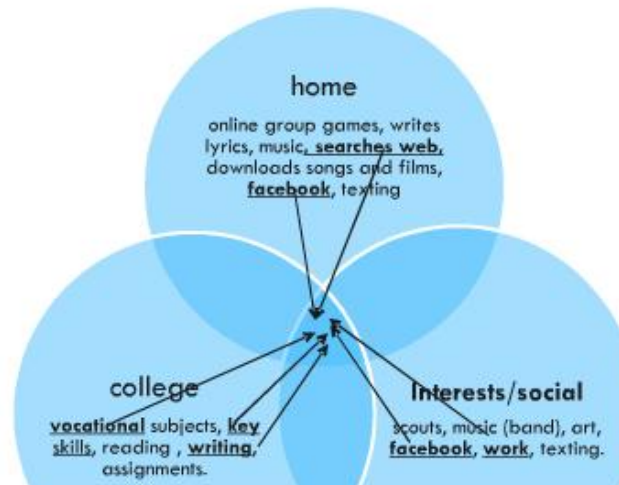 home
online group games, writes
lyrics, music, searches web,
downloads songs and films,
facebook, texting
college
vocational subjects, key
skills, reading , writing,
assignments.
Interests/social
scouts, music (band), art,
facebook, work, texting.